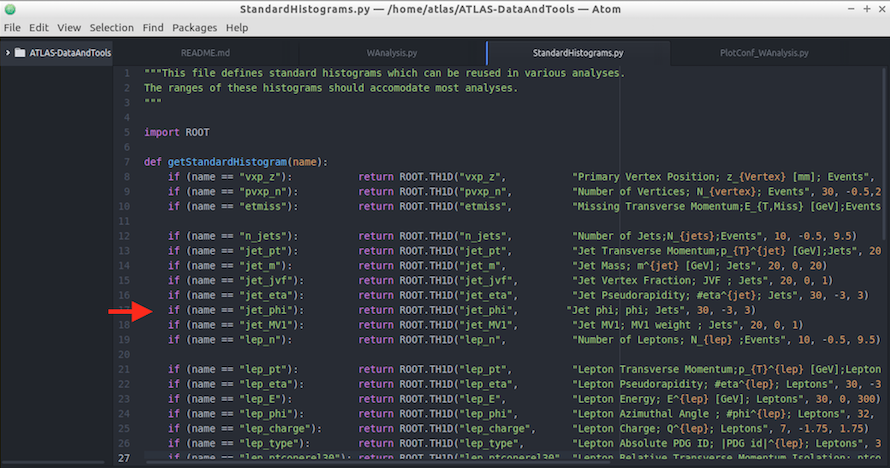 StandardHistograms.py — /home/atlas/ATLAS-DataAndTools — Atom
File Edit View Selection Find Packages Help
ATLAS-DataAndTools README.md WAnalysis.py StandardHistograms.py PlotConf_WAnalysis.py
1 """This file defines standard histograms which can be reused in various analyses.
2 The ranges of these histograms should accomodate most analyses.
3 """
4
5 import ROOT
6
7 def getStandardHistogram(name):
8 if (name == "vxp_z"): return ROOT.TH1D("vxp_z", "Primary Vertex Position; z_{Vertex} [mm]; Events",
9 if (name == "pvxp_n"): return ROOT.TH1D("pvxp_n", "Number of Vertices; N_{vertex}; Events", 30, -0.5,2
10 if (name == "etmiss"): return ROOT.TH1D("etmiss", "Missing Transverse Momentum;E_{T,Miss} [GeV];Events
11
12 if (name == "n_jets"): return ROOT.TH1D("n_jets", "Number of Jets;N_{jets};Events", 10, -0.5, 9.5)
13 if (name == "jet_pt"): return ROOT.TH1D("jet_pt", "Jet Transverse Momentum;p_{T}^{jet} [GeV];Jets", 20
14 if (name == "jet_m"): return ROOT.TH1D("jet_m", "Jet Mass; m^{jet} [GeV]; Jets", 20, 0, 20)
15 if (name == "jet_jvf"): return ROOT.TH1D("jet_jvf", "Jet Vertex Fraction; JVF ; Jets", 20, 0, 1)
16 if (name == "jet_eta"): return ROOT.TH1D("jet_eta", "Jet Pseudorapidity; #eta^{jet}; Jets", 30, -3, 3)
if (name == "jet_phi"): return ROOT.TH1D("jet_phi", "Jet phi; phi; Jets", 30, -3, 3)
18 if (name == "jet_MV1"): return ROOT.TH1D("jet_MV1", "Jet MV1; MV1 weight ; Jets", 20, 0, 1)
19 if (name == "lep_n"): return ROOT.TH1D("lep_n", "Number of Leptons; N_{lep} ;Events", 10, -0.5, 9.5)
20
21 if (name == "lep_pt"): return ROOT.TH1D("lep_pt", "Lepton Transverse Momentum;p_{T}^{lep} [GeV];Lepton
22 if (name == "lep_eta"): return ROOT.TH1D("lep_eta", "Lepton Pseudorapidity; #eta^{lep}; Leptons", 30, -3
23 if (name == "lep_E"): return ROOT.TH1D("lep_E", "Lepton Energy; E^{lep} [GeV]; Leptons", 30, 0, 300)
24 if (name == "lep_phi"): return ROOT.TH1D("lep_phi", "Lepton Azimuthal Angle ; #phi^{lep}; Leptons", 32,
25 if (name == "lep_charge"): return ROOT.TH1D("lep_charge", "Lepton Charge; Q^{lep}; Leptons", 7, -1.75, 1.75)
26 if (name == "lep_type"): return ROOT.TH1D("lep_type", "Lepton Absolute PDG ID; |PDG id|^{lep}; Leptons", 3
27 if (name == "lep_ptconerel30"): return ROOT.TH1D("lep_ptconerel30", "Lepton Relative Transverse Momentum Isolation; ptco